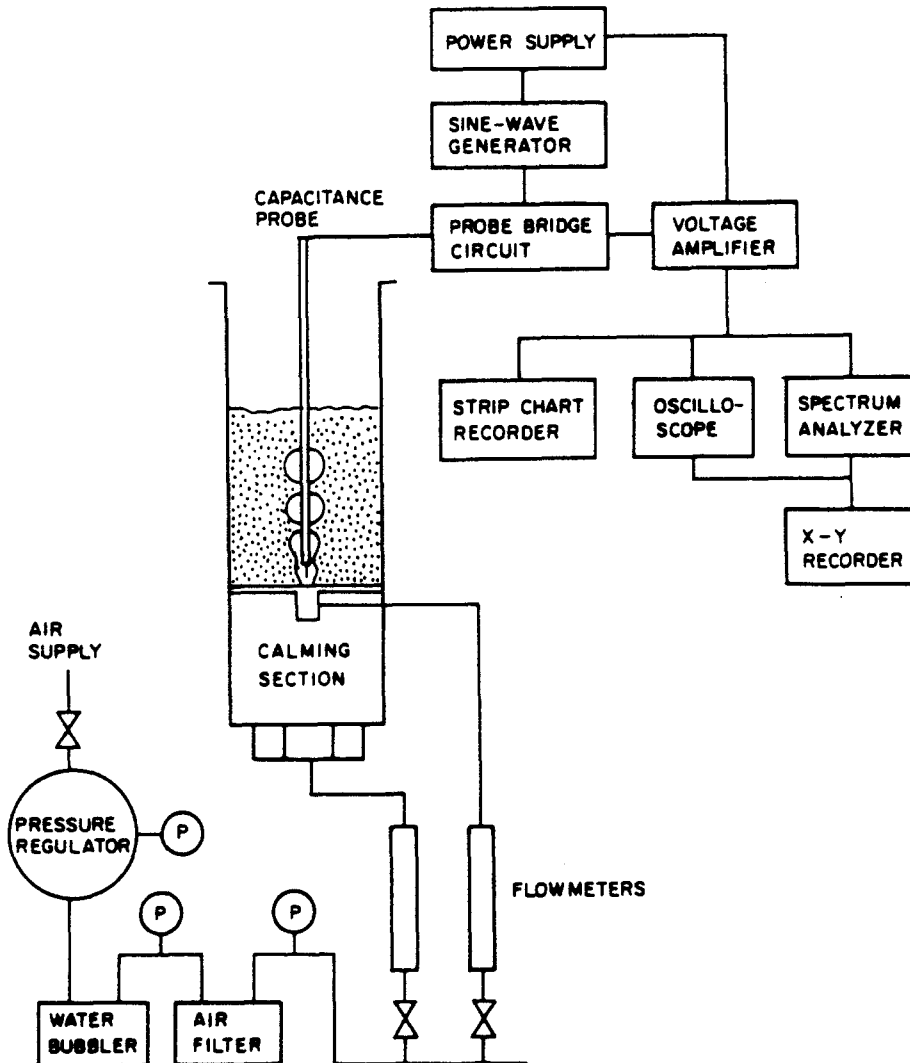 POWER SUPPLY
SINE-WAVE
GENERATOR
CAPACITANCE
PROBE
PROBE BRIDGE
CIRCUIT
VOLTAGE
AMPLIFIER
STRIP CHART
RECORDER
OSCILLO-
SCOPE
SPECTRUM
ANALYZER
X-Y
RECORDER
CALMING
SECTION
AIR
SUPPLY
PRESSURE
REGULATOR
P
P
P
FLOWMETERS
WATER
BUBBLER
AIR
FILTER